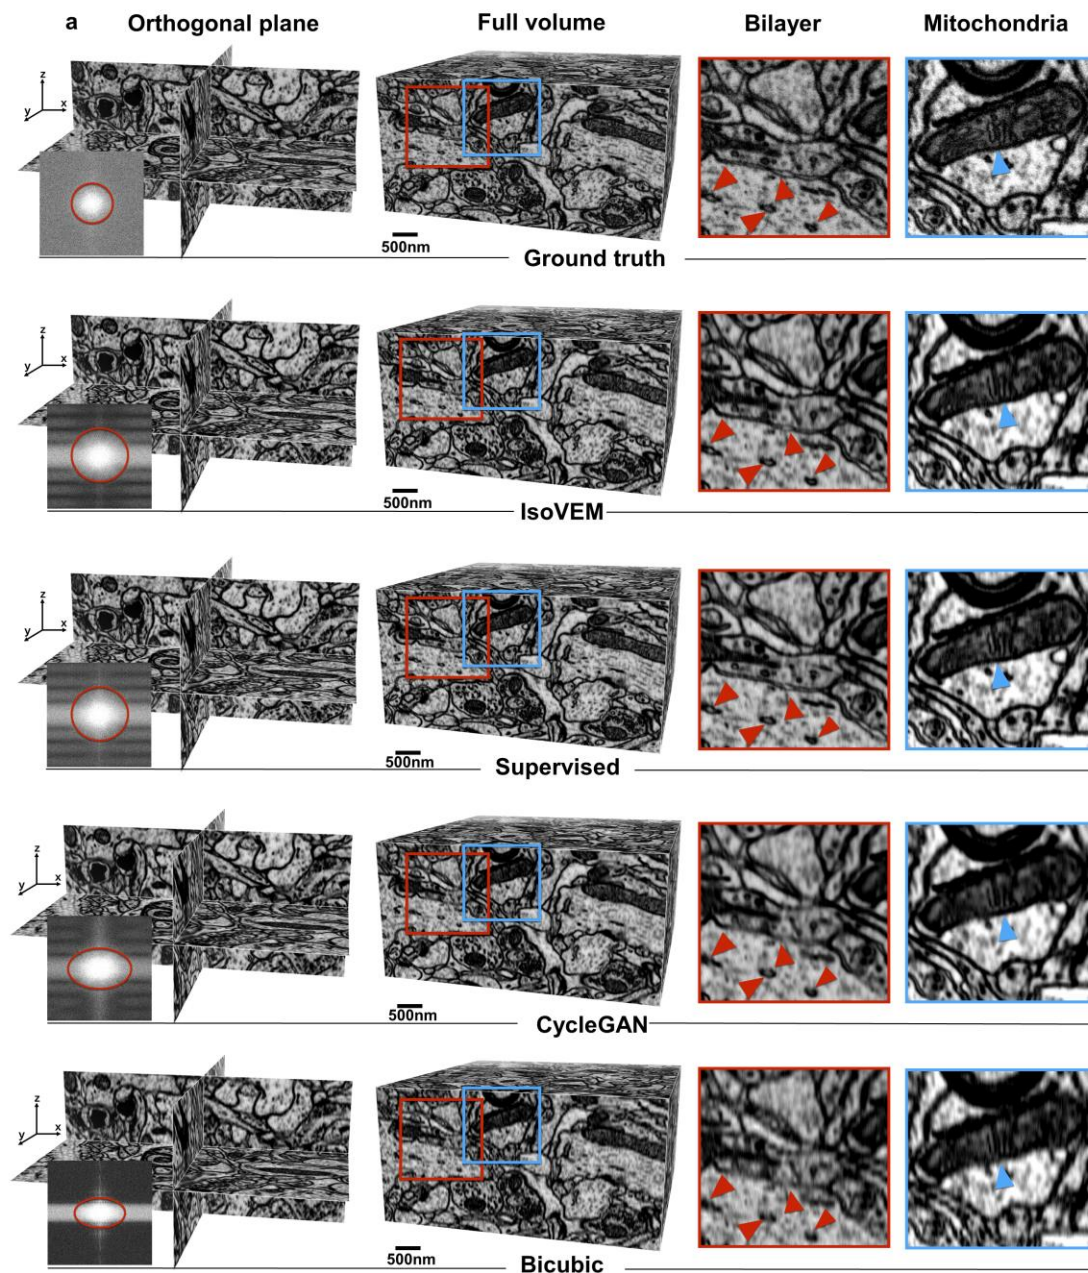 a
Orthogonal plane
Full volume
Bilayer
Mitochondria
z
y
x
500nm
Ground truth
z
y
x
500nm
IsoVEM
z
y
x
500nm
Supervised
z
y
x
500nm
CycleGAN
z
y
x
500nm
Bicubic